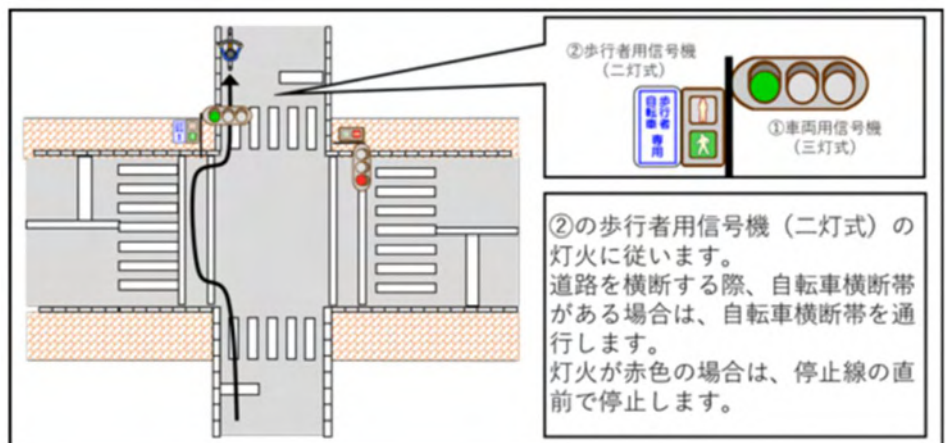 ②歩行者用信号機
(二灯式)
歩行者
自転車 専用
①車両用信号機
(三灯式)
②の歩行者用信号機(二灯式)の
灯火に従います。
道路を横断する際、自転車横断帯
がある場合は、自転車横断帯を通
行します。
灯火が赤色の場合は、停止線の直
前で停止します。